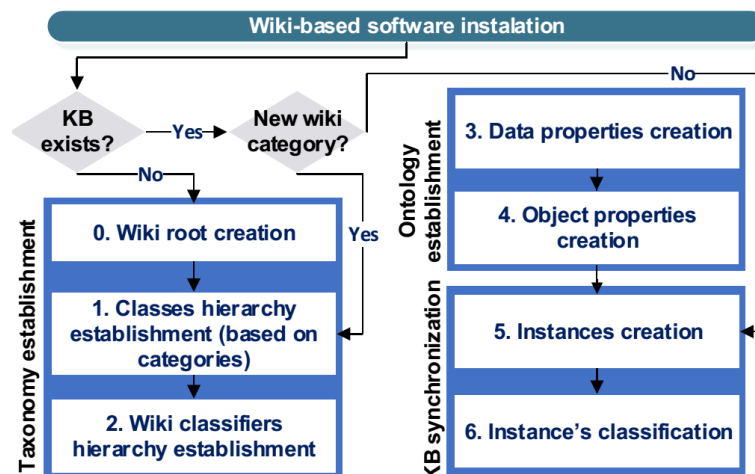 Wiki-based software instalation
KB
exists?
Yes
New wiki
category?
No
No
Yes
Taxonomy establishment
0. Wiki root creation
1. Classes hierarchy
establishment (based on
categories)
2. Wiki classifiers
hierarchy establishment
Ontology
establishment
3. Data properties creation
4. Object properties
creation
KB synchronization
5. Instances creation
6. Instance's classification